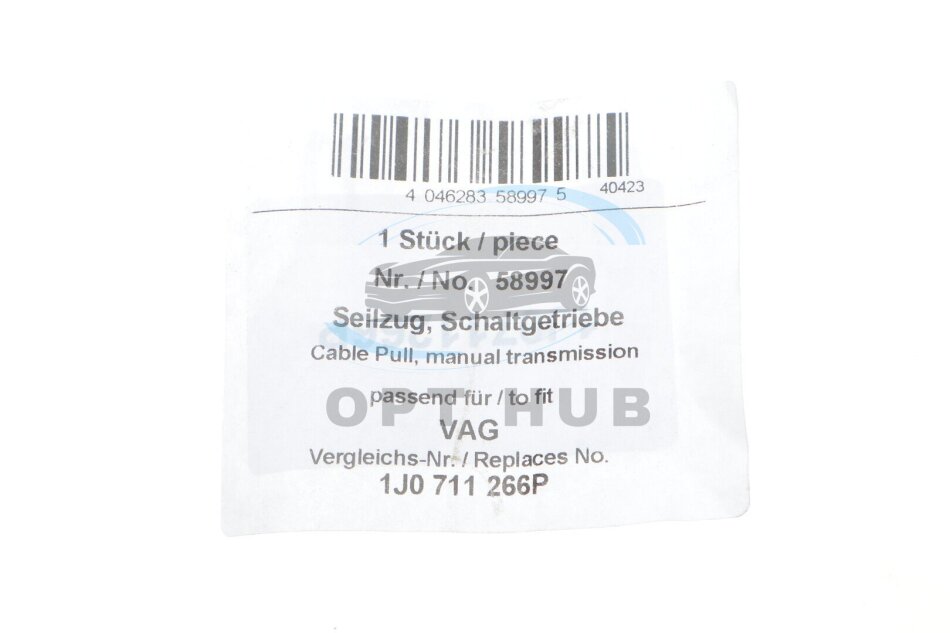 4 046283 58997 5
40423
1 Stück / piece
Nr. / No. 58997
Seilzug, Schaltgetriebe
Cable Pull, manual transmission
passend für / to fit
OPT HUB
VAG
Vergleichs-Nr. / Replaces No.
1J0 711 266P